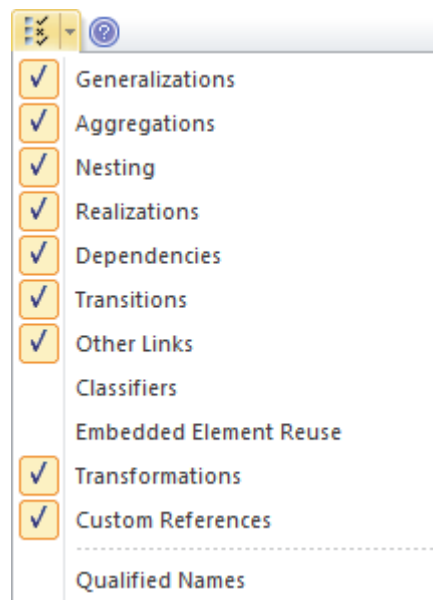 Generalizations
Aggregations
Nesting
Realizations
Dependencies
Transitions
Other Links
Classifiers
Embedded Element Reuse
Transformations
Custom References
Qualified Names